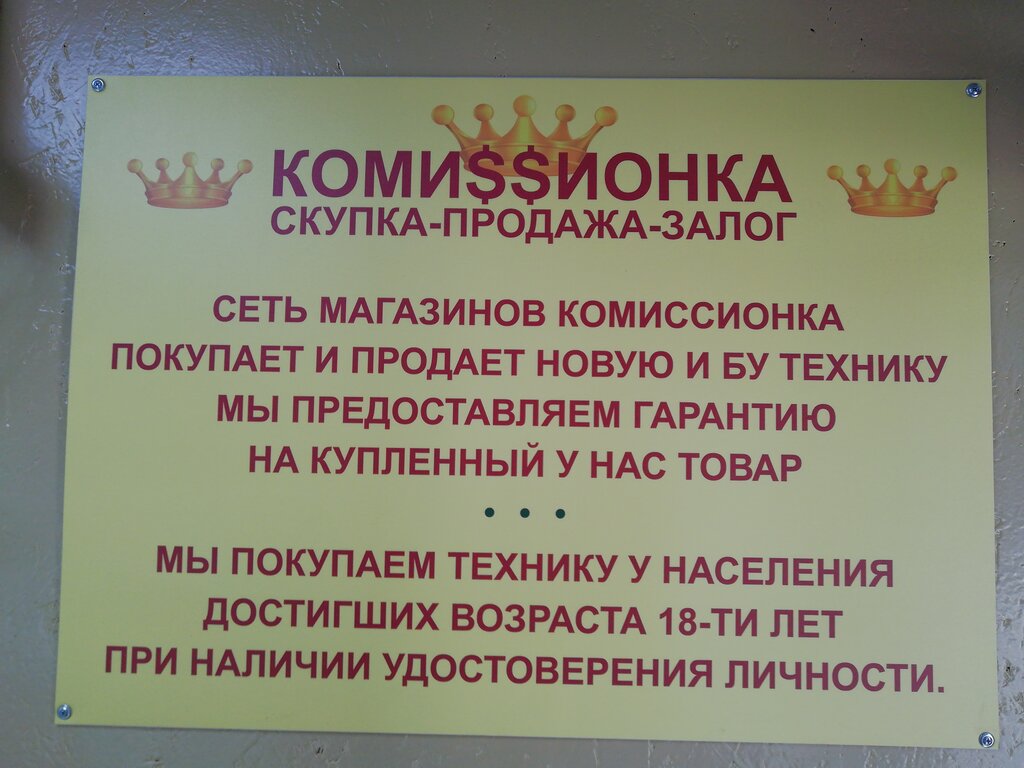 КОМИ$$ИОНКА
СКУПКА-ПРОДАЖА-ЗАЛОГ
СЕТЬ МАГАЗИНОВ КОМИССИОНКА
ПОКУПАЕТ И ПРОДАЕТ НОВУЮ И БУ ТЕХНИКУ
МЫ ПРЕДОСТАВЛЯЕМ ГАРАНТИЮ
НА КУПЛЕННЫЙ У НАС ТОВАР
• • •
МЫ ПОКУПАЕМ ТЕХНИКУ У НАСЕЛЕНИЯ
ДОСТИГШИХ ВОЗРАСТА 18-ТИ ЛЕТ
ПРИ НАЛИЧИИ УДОСТОВЕРЕНИЯ ЛИЧНОСТИ.